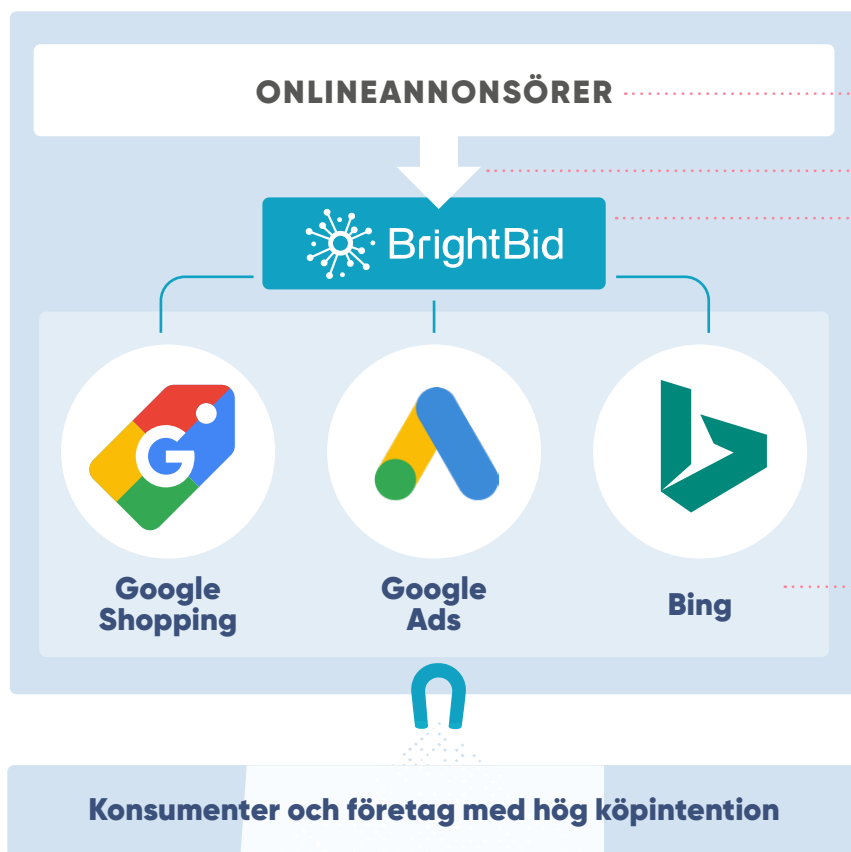 ONLINEANNONSÖRER
BrightBid
G
Google
Shopping
Google
Ads
Bing
Konsumenter och företag med hög köpintention